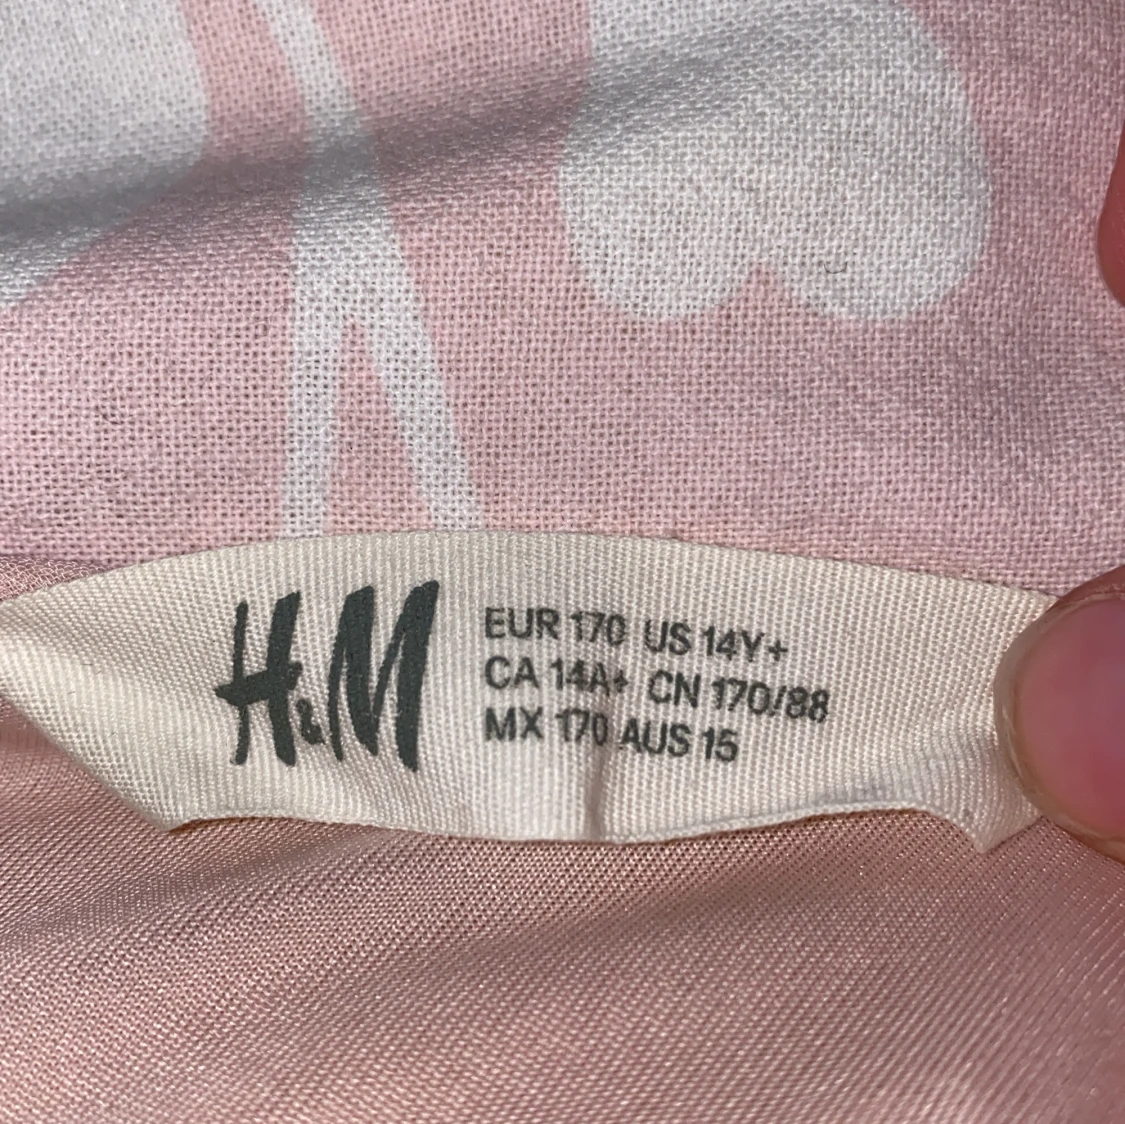 H&M
EUR 170 US 14Y+
CA 14A+ CN 170/88
MX 170 AUS 15